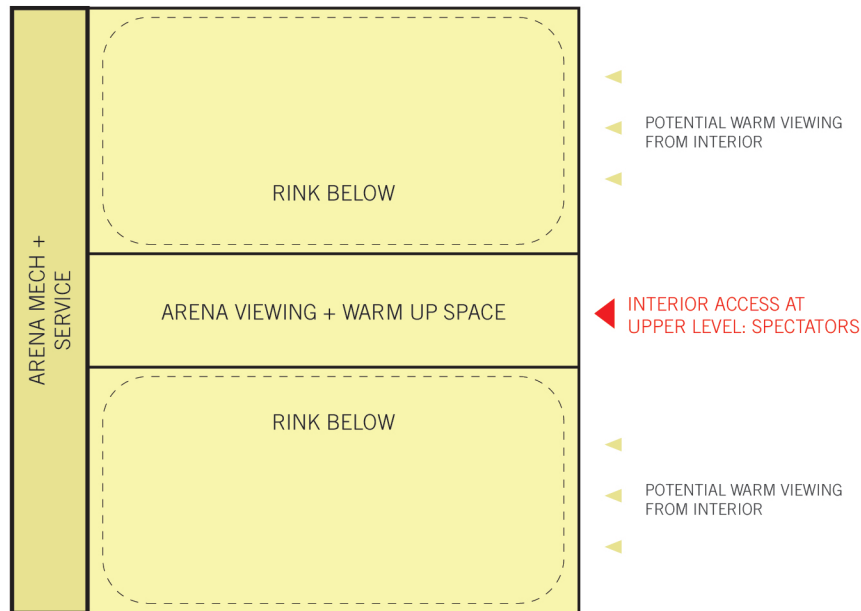 POTENTIAL WARM VIEWING
FROM INTERIOR
RINK BELOW
ARENA MECH +
SERVICE
ARENA VIEWING + WARM UP SPACE
INTERIOR ACCESS AT
UPPER LEVEL: SPECTATORS
RINK BELOW
POTENTIAL WARM VIEWING
FROM INTERIOR